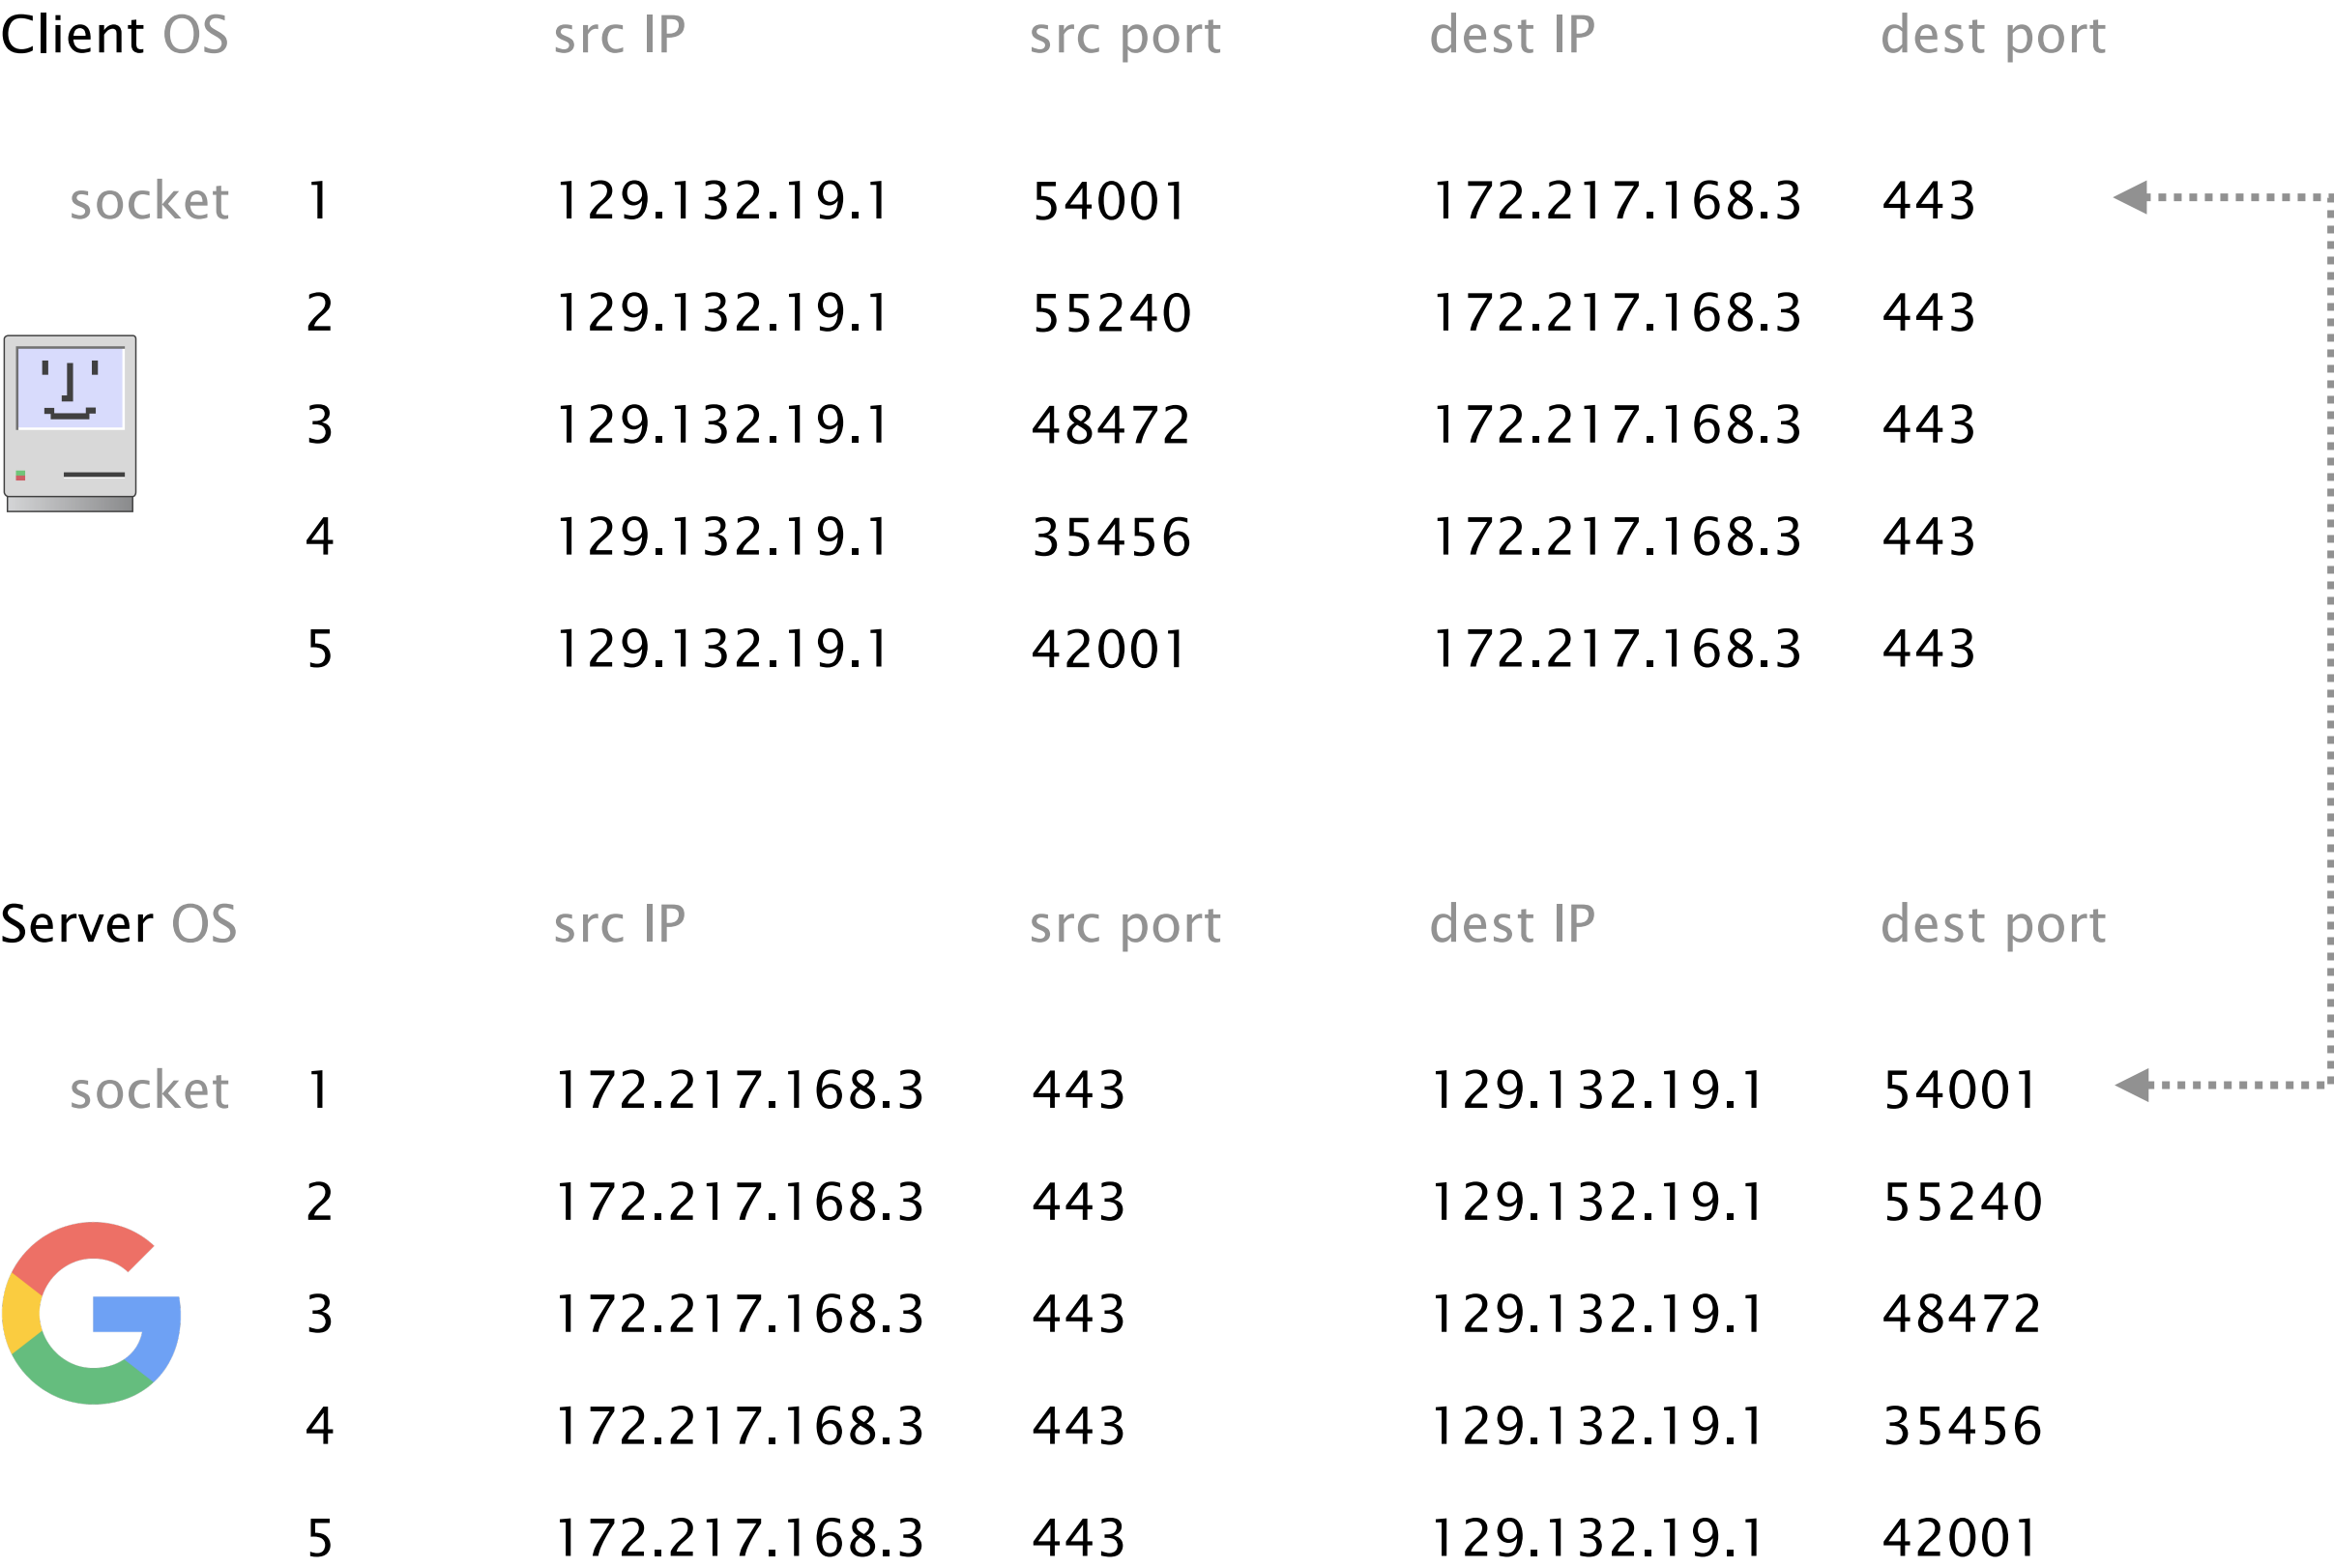 Client OS src IP src port dest IP dest port
socket 1 129.132.19.1 54001 172.217.168.3 443
2 129.132.19.1 55240 172.217.168.3 443
3 129.132.19.1 48472 172.217.168.3 443
4 129.132.19.1 35456 172.217.168.3 443
5 129.132.19.1 42001 172.217.168.3 443
Server OS src IP src port dest IP dest port
socket 1 172.217.168.3 443 129.132.19.1 54001
2 172.217.168.3 443 129.132.19.1 55240
3 172.217.168.3 443 129.132.19.1 48472
4 172.217.168.3 443 129.132.19.1 35456
5 172.217.168.3 443 129.132.19.1 42001